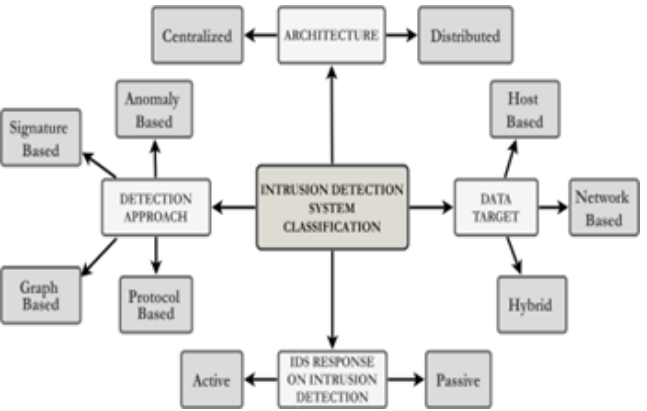 Centralized
ARCHITECTURE
Distributed
Anomaly
Based
Host
Based
Signature
Based
DETECTION
APPROACH
INTRUSION DETECTION
SYSTEM
CLASSIFICATION
DATA
TARGET
Network
Based
Graph
Based
Protocol
Based
Hybrid
Active
IDS RESPONSE
ON INTRUSION
DETECTION
Passive